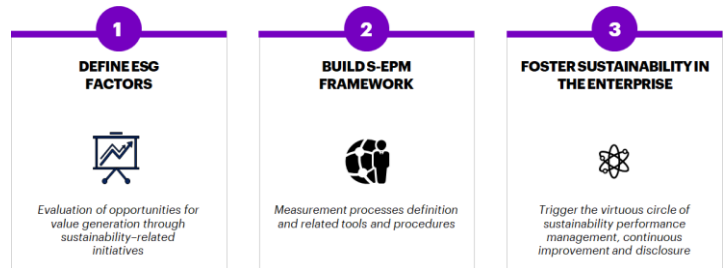 1
DEFINE ESG
FACTORS
Evaluation of opportunities for
value generation through
sustainability-related
initiatives
2
BUILD S-EPM
FRAMEWORK
Measurement processes definition
and related tools and procedures
3
FOSTER SUSTAINABILITY IN
THE ENTERPRISE
Trigger the virtuous circle of
sustainability performance
management, continuous
improvement and disclosure